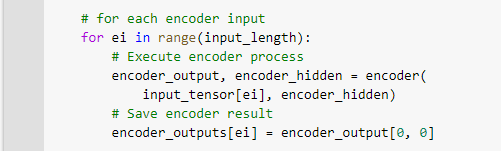 # for each encoder input
for ei in range(input_length):
    # Execute encoder process
    encoder_output, encoder_hidden = encoder(
        input_tensor[ei], encoder_hidden)
    # Save encoder result
    encoder_outputs[ei] = encoder_output[0, 0]